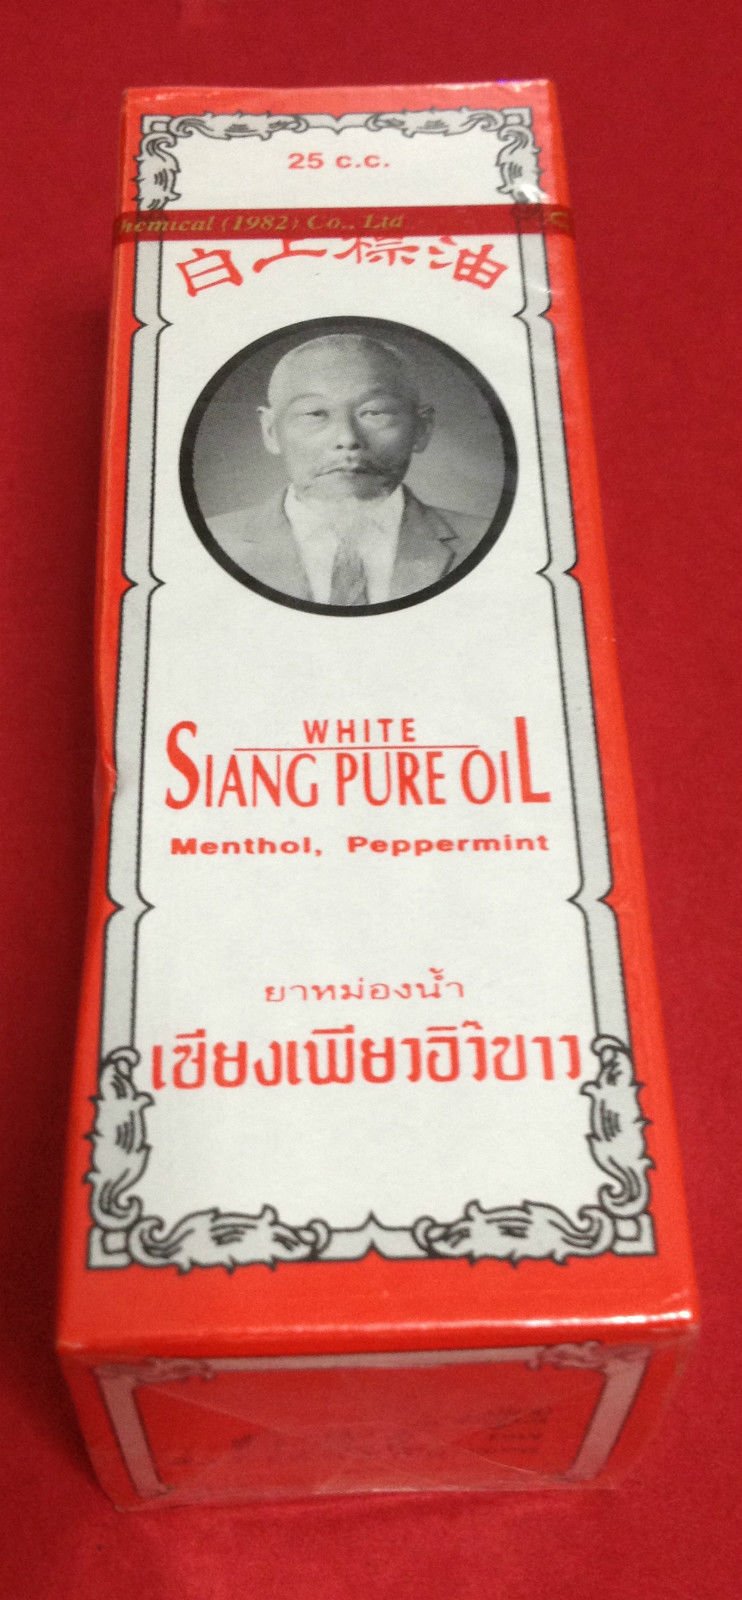 25 c.c.
hemical (1982) Co., Ltd
白上標油
WHITE
SIANG PURE OIL
Menthol, Peppermint
ยาหม่องน้ำ
เซียงเพียวอิ๊วขาว